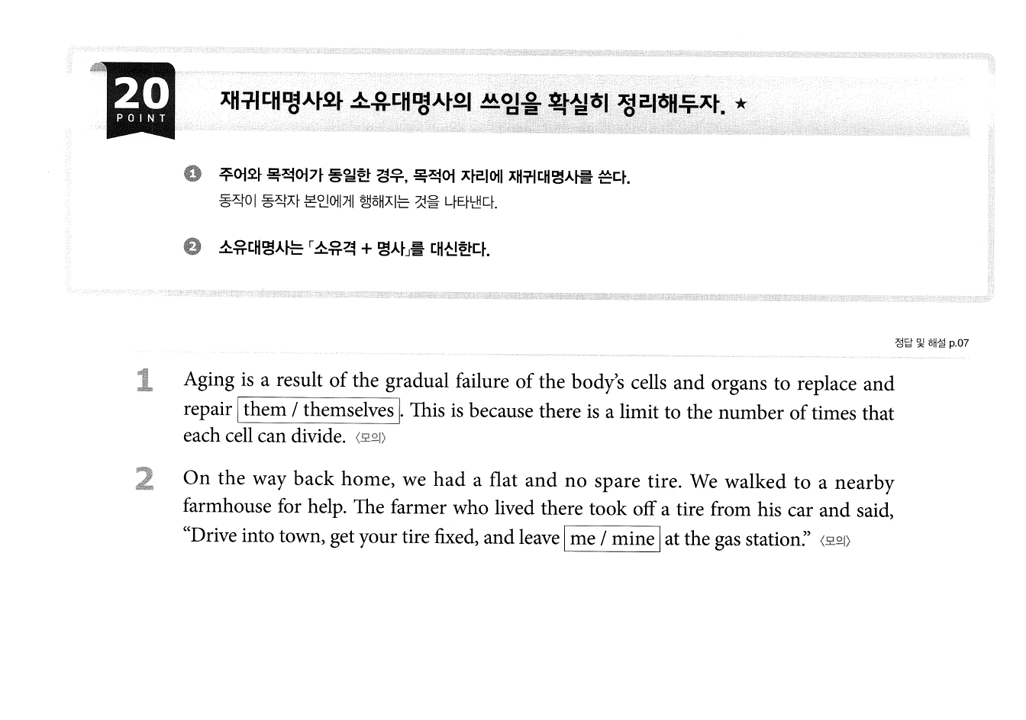 20
POINT
재귀대명사와 소유대명사의 쓰임을 확실히 정리해두자. ★
❶ 주어와 목적어가 동일한 경우, 목적어 자리에 재귀대명사를 쓴다.
동작이 동작자 본인에게 행해지는 것을 나타낸다.
❷ 소유대명사는 「소유격 + 명사」를 대신한다.
정답 및 해설 p.07
1 Aging is a result of the gradual failure of the body's cells and organs to replace and
repair them / themselves. This is because there is a limit to the number of times that
each cell can divide. 〈모의〉
2 On the way back home, we had a flat and no spare tire. We walked to a nearby
farmhouse for help. The farmer who lived there took off a tire from his car and said,
“Drive into town, get your tire fixed, and leave me / mine at the gas station.” 〈모의〉